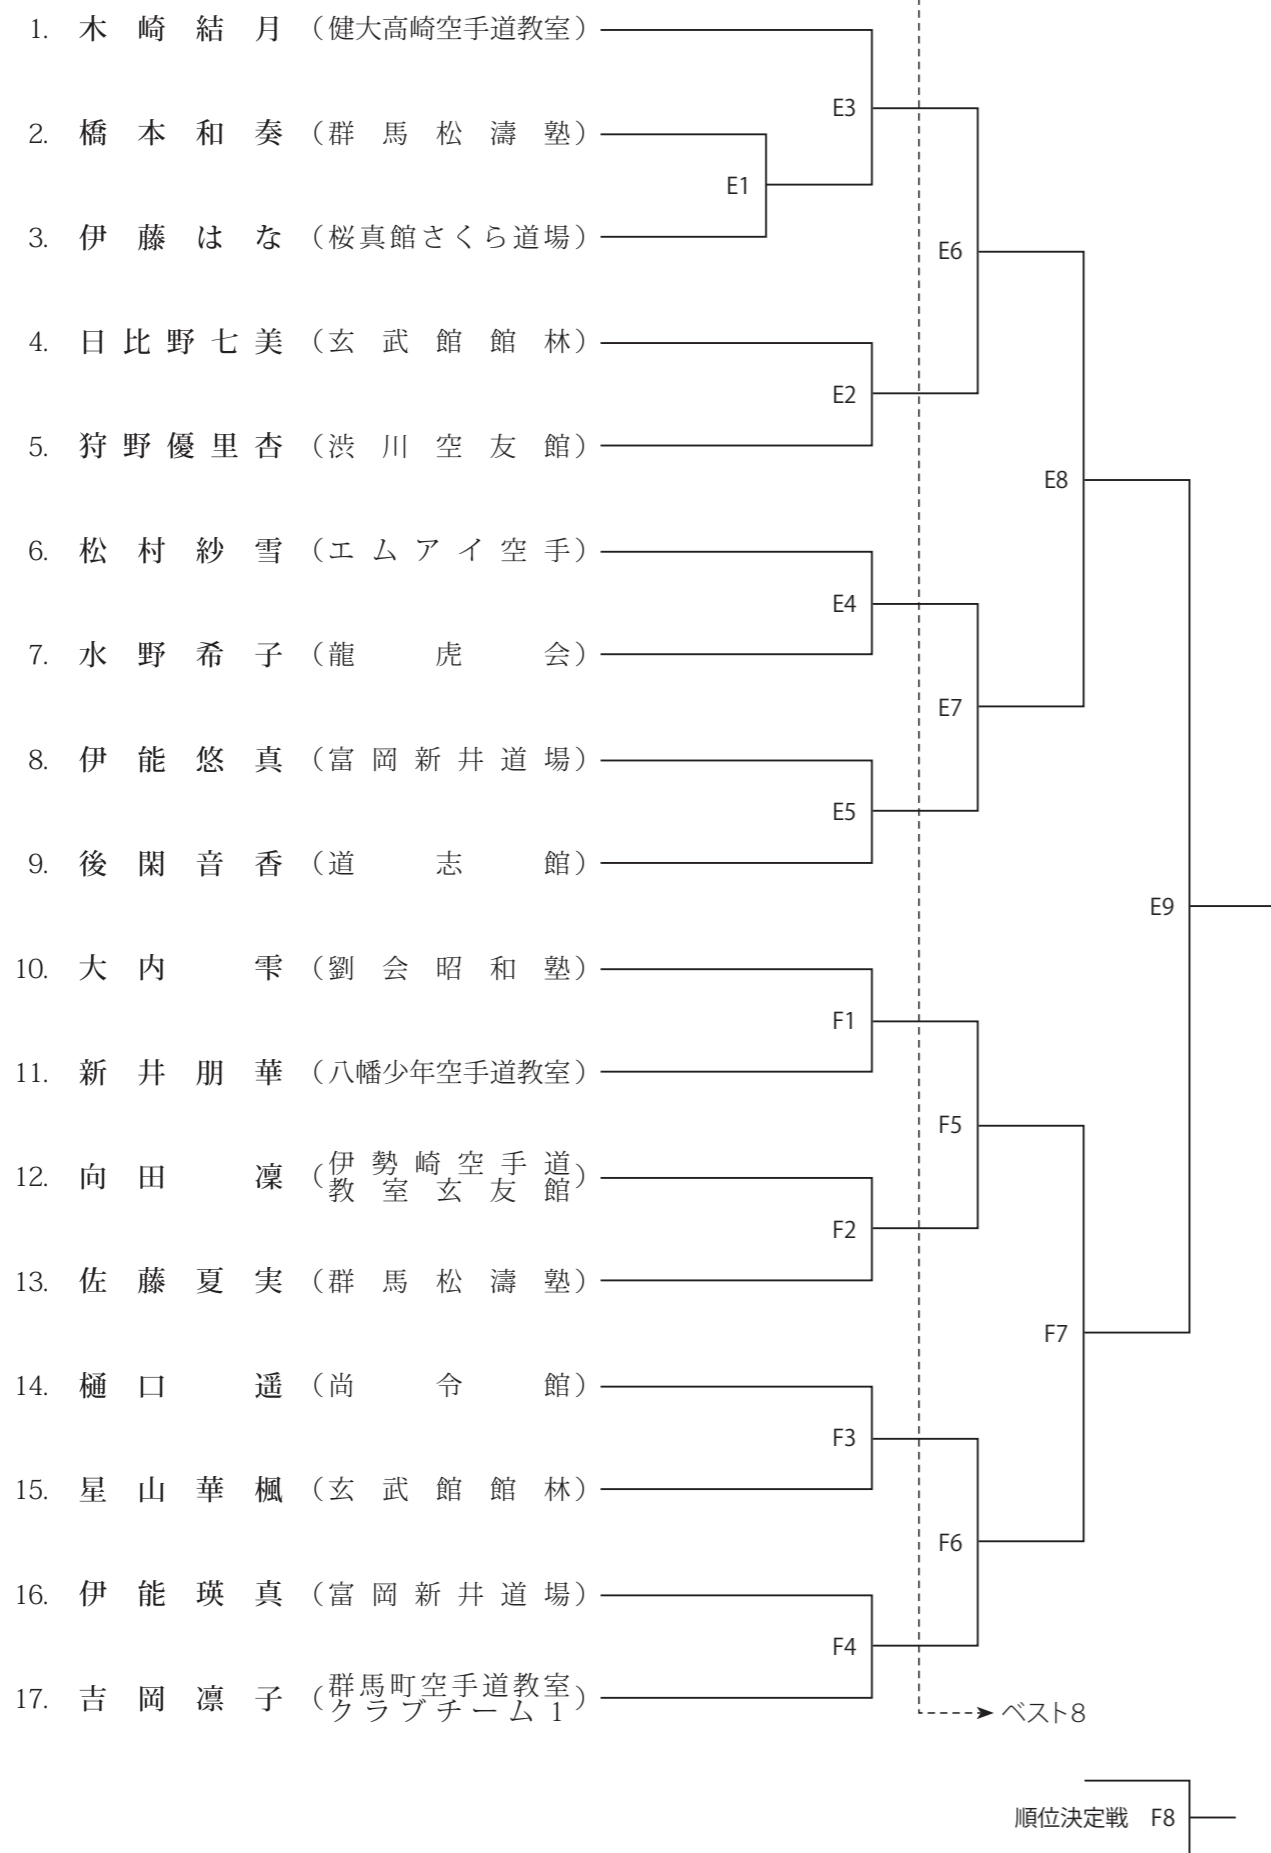 1. 木崎結月（健大高崎空手道教室）
E3
2. 橋本和奏（群馬松濤塾）
E1
3. 伊藤はな（桜真館さくら道場）
E6
4. 日比野七美（玄武館館林）
E2
5. 狩野優里杏（渋川空友館）
E8
6. 松村紗雪（エムアイ空手）
E4
7. 水野希子（龍虎会）
E7
8. 伊能悠真（富岡新井道場）
E5
9. 後閑音香（道志館）
E9
10. 大内雫（劉会昭和塾）
F1
11. 新井朋華（八幡少年空手道教室）
F5
12. 向田凜（伊勢崎空手道
教室玄友館）
F2
13. 佐藤夏実（群馬松濤塾）
F7
14. 樋口遥（尚令館）
F3
15. 星山華楓（玄武館館林）
F6
16. 伊能瑛真（富岡新井道場）
F4
17. 吉岡凛子（群馬町空手道教室
クラブチーム1）
ベスト8
順位決定戦 F8